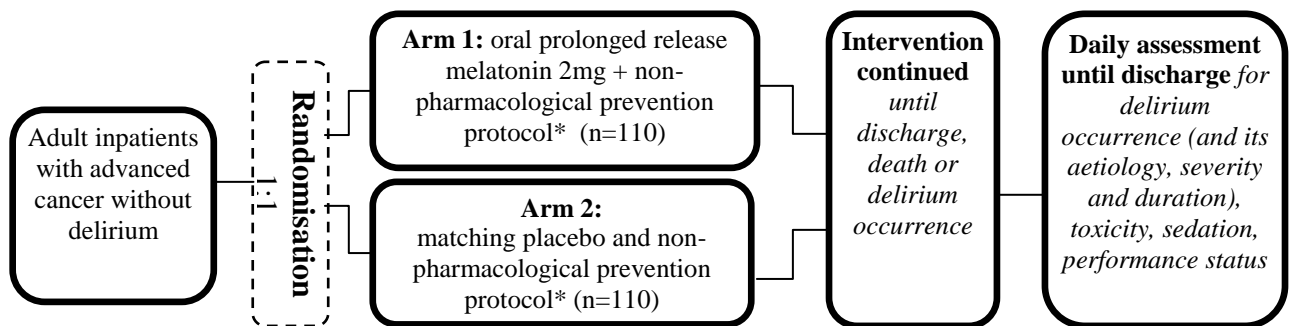 Adult inpatients
with advanced
cancer without
delirium
Randomisation
1:1
Arm 1: oral prolonged release
melatonin 2mg + non-
pharmacological prevention
protocol* (n=110)
Arm 2:
matching placebo and non-
pharmacological prevention
protocol* (n=110)
Intervention
continued
until
discharge,
death or
delirium
occurrence
Daily assessment
until discharge for
delirium
occurrence (and its
aetiology, severity
and duration),
toxicity, sedation,
performance status